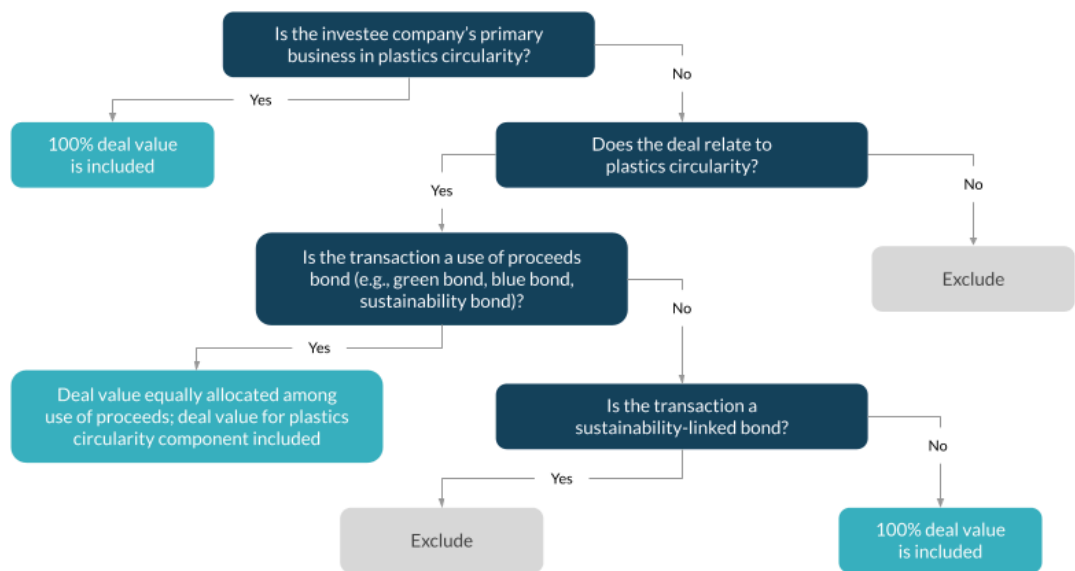 Is the investee company’s primary
business in plastics circularity?
Yes
No
100% deal value
is included
Does the deal relate to
plastics circularity?
Yes
No
Is the transaction a use of proceeds
bond (e.g., green bond, blue bond,
sustainability bond)?
Exclude
Yes
No
Deal value equally allocated among
use of proceeds; deal value for plastics
circularity component included
Is the transaction a
sustainability-linked bond?
Yes
No
Exclude
100% deal value
is included